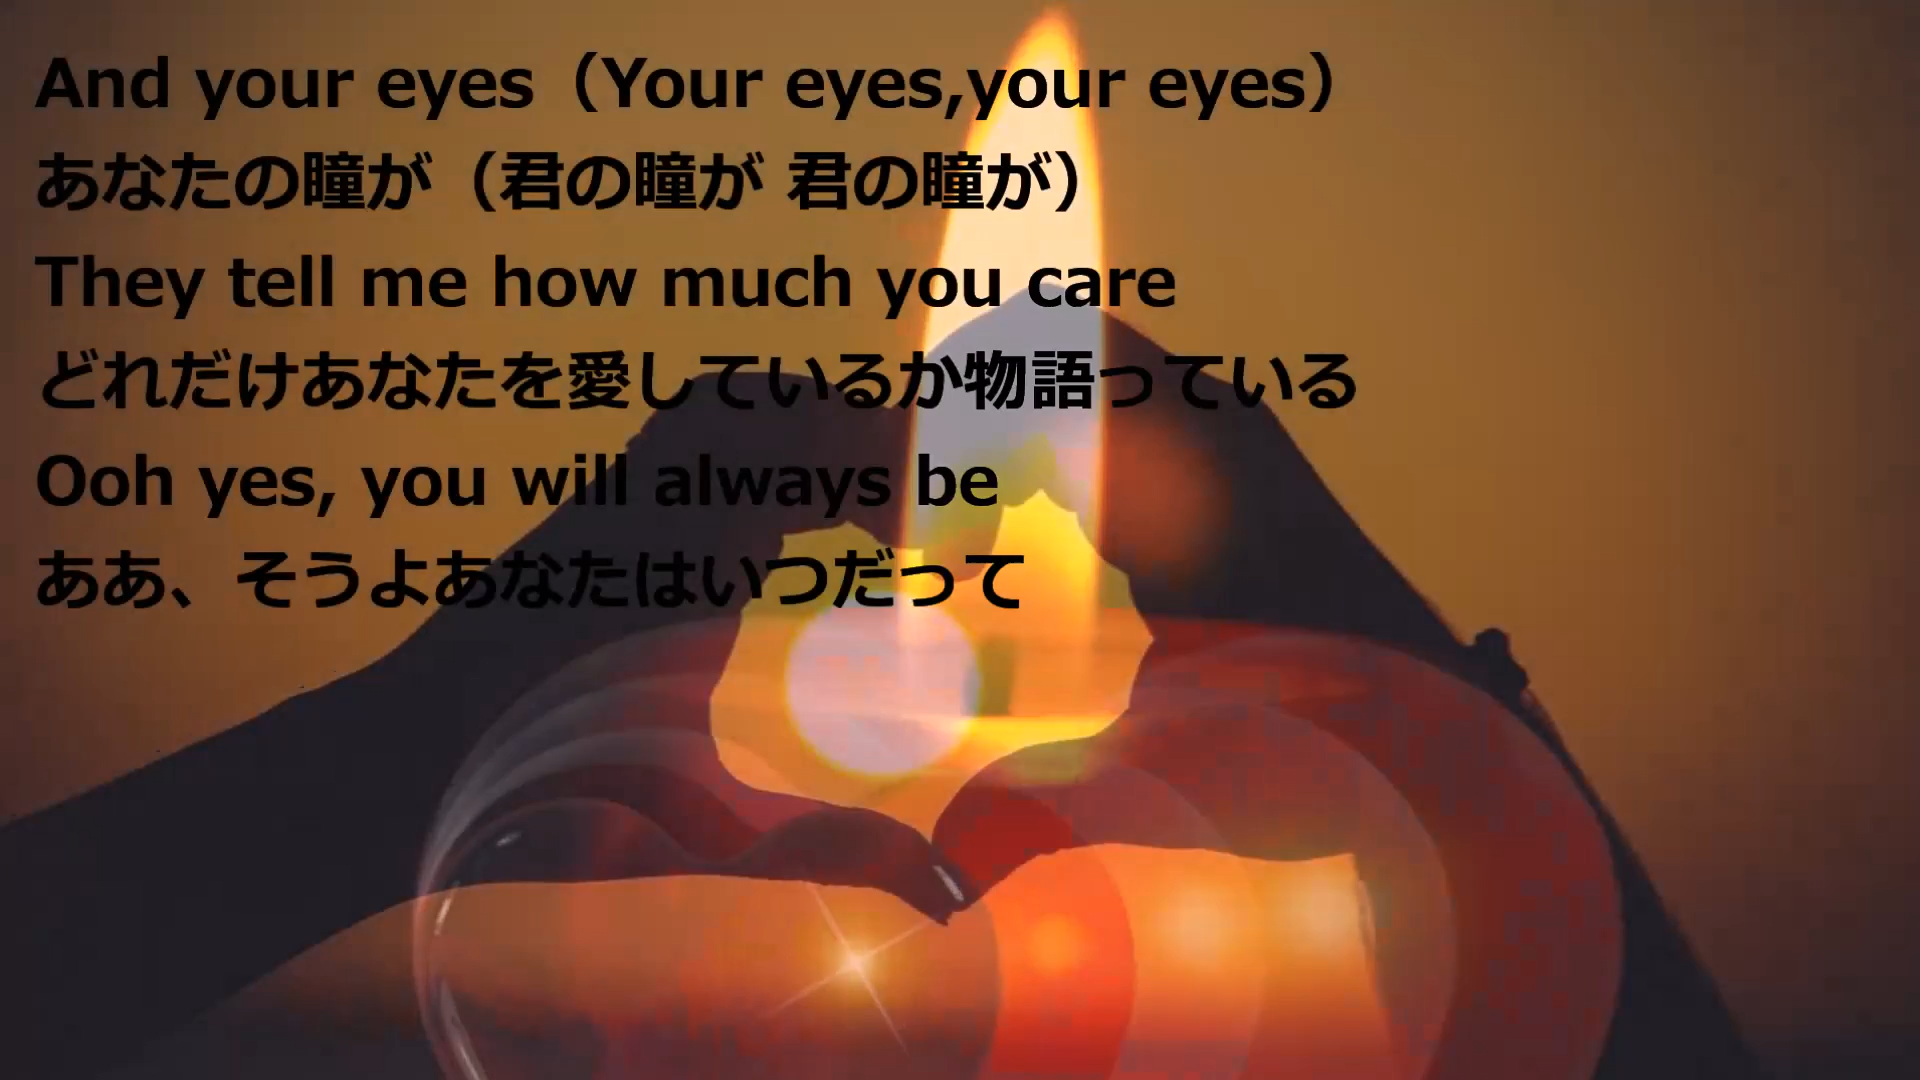 And your eyes（Your eyes,your eyes）
あなたの瞳が（君の瞳が 君の瞳が）
They tell me how much you care
どれだけあなたを愛しているか物語っている
Ooh yes, you will always be
ああ、そうよあなたはいつだって